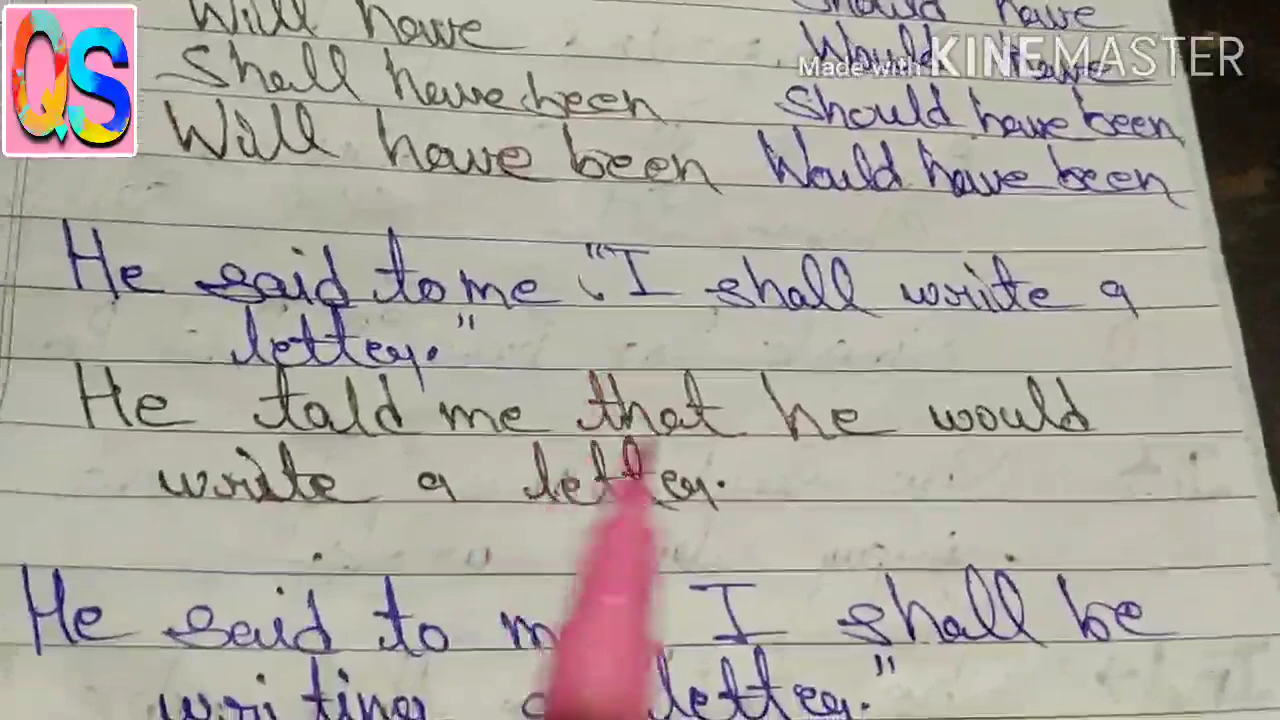 QS
Made with KINEMASTER
Will have should have
Shall have been Would have
Will have been Should have been
Would have been
He said to me, "I shall write a
letter."
He told me that he would
write a letter.
He said to I shall be
writing letter."